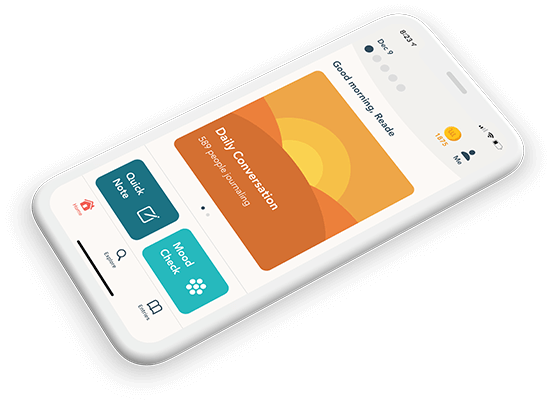 8:23
Dec 9
1875
Me
Good morning, Reade
Daily Conversation
589 people journaling
Quick
Note
Mood
Check
Home
Explore
Entries